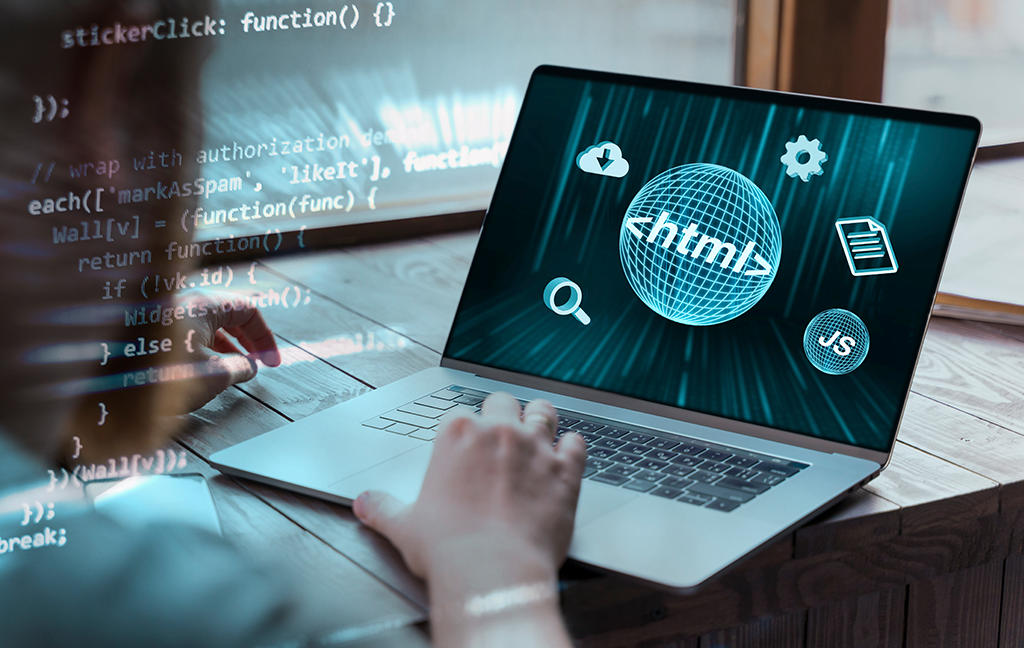 stickerClick: function() {}
});
// wrap with authorization
each(['markAsSpam', 'likeIt'], function(
Wall[v] = (function(func) {
return function() {
if (!vk.id) {
} else {
return
}
}
})(Wall[v]);
});
break;
<html>
JS